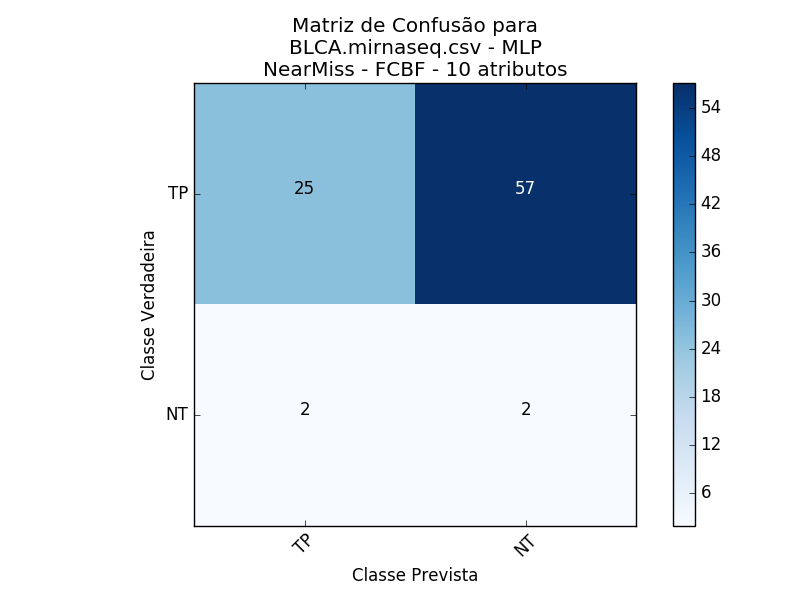 Matriz de Confusão para
BLCA.mirnaseq.csv - MLP
NearMiss - FCBF - 10 atributos
Classe Verdadeira
TP
25
57
NT
2
2
TP
NT
Classe Prevista
54
48
42
36
30
24
18
12
6